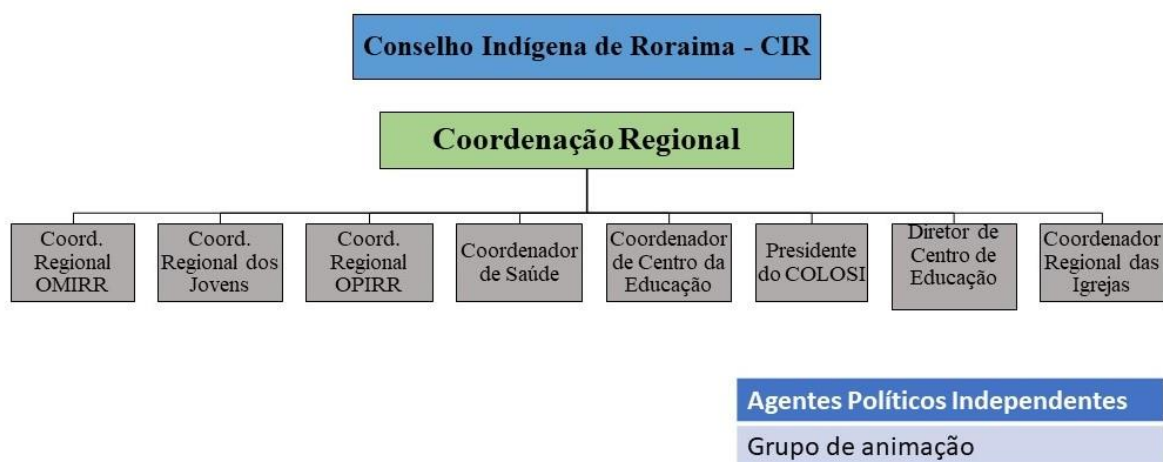 Conselho Indígena de Roraima - CIR
Coordenação Regional
Coord.
Regional
OMIRR
Coord.
Regional dos
Jovens
Coord.
Regional
OPIRR
Coordenador
de Saúde
Coordenador
de Centro da
Educação
Presidente
do COLOSI
Diretor de
Centro de
Educação
Coordenador
Regional das
Igrejas
Agentes Políticos Independentes
Grupo de animação